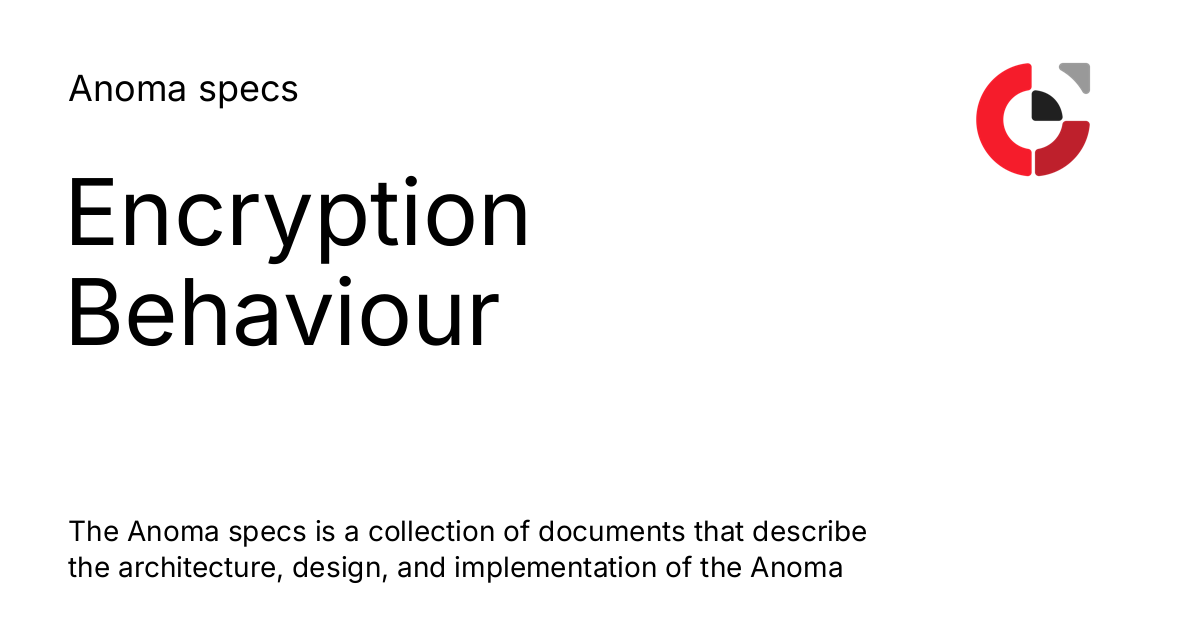 Anoma specs
Encryption
Behaviour
The Anoma specs is a collection of documents that describe
the architecture, design, and implementation of the Anoma